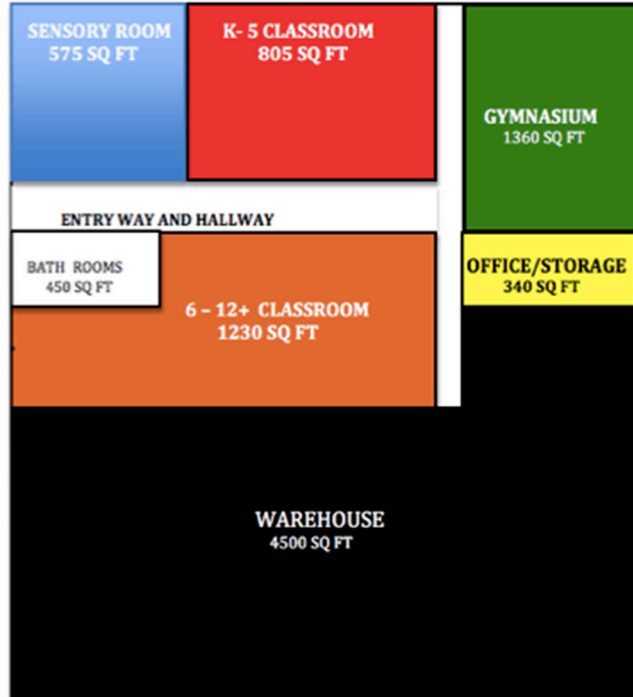 SENSORY ROOM
575 SQ FT
K- 5 CLASSROOM
805 SQ FT
GYMNASIUM
1360 SQ FT
ENTRY WAY AND HALLWAY
BATH ROOMS
450 SQ FT
OFFICE/STORAGE
340 SQ FT
6 – 12+ CLASSROOM
1230 SQ FT
WAREHOUSE
4500 SQ FT